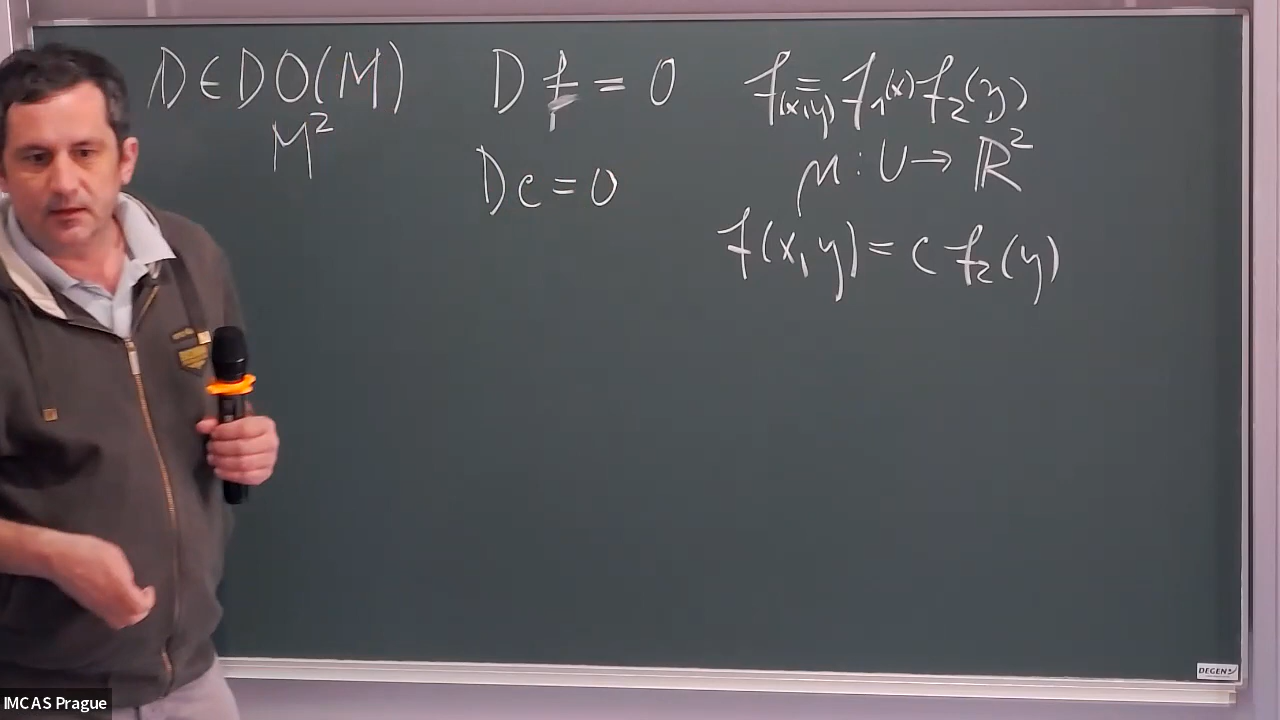 D ∈ DO(M)
M²
D f = 0
Dc = 0
f(x,y) = f₁(x) f₂(y)
μ : U → ℝ²
f(x,y) = c f₂(y)
DEGEN
IMCAS Prague